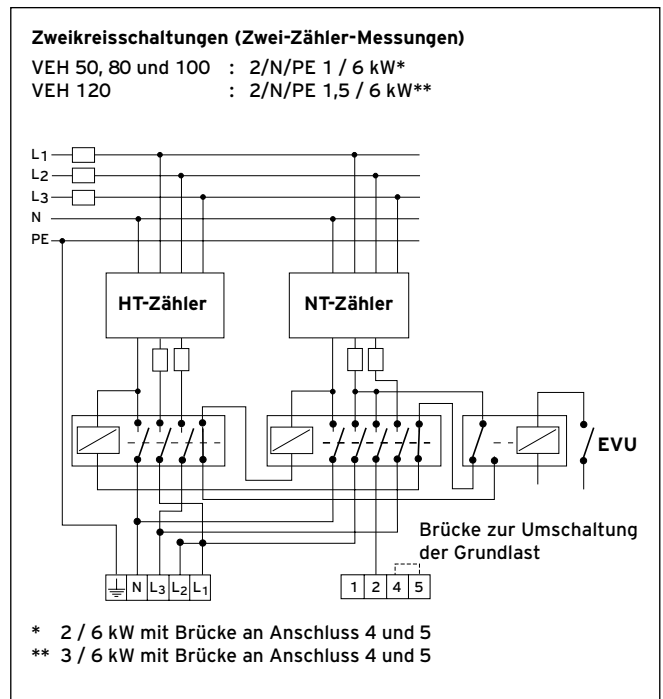 Zweikreisschaltungen (Zwei-Zähler-Messungen)
VEH 50, 80 und 100 : 2/N/PE 1 / 6 kW*
VEH 120 : 2/N/PE 1,5 / 6 kW**
L1
L2
L3
N
PE
HT-Zähler NT-Zähler
EVU
Brücke zur Umschaltung
der Grundlast
N L3 L2 L1 1 2 4 5
* 2 / 6 kW mit Brücke an Anschluss 4 und 5
** 3 / 6 kW mit Brücke an Anschluss 4 und 5